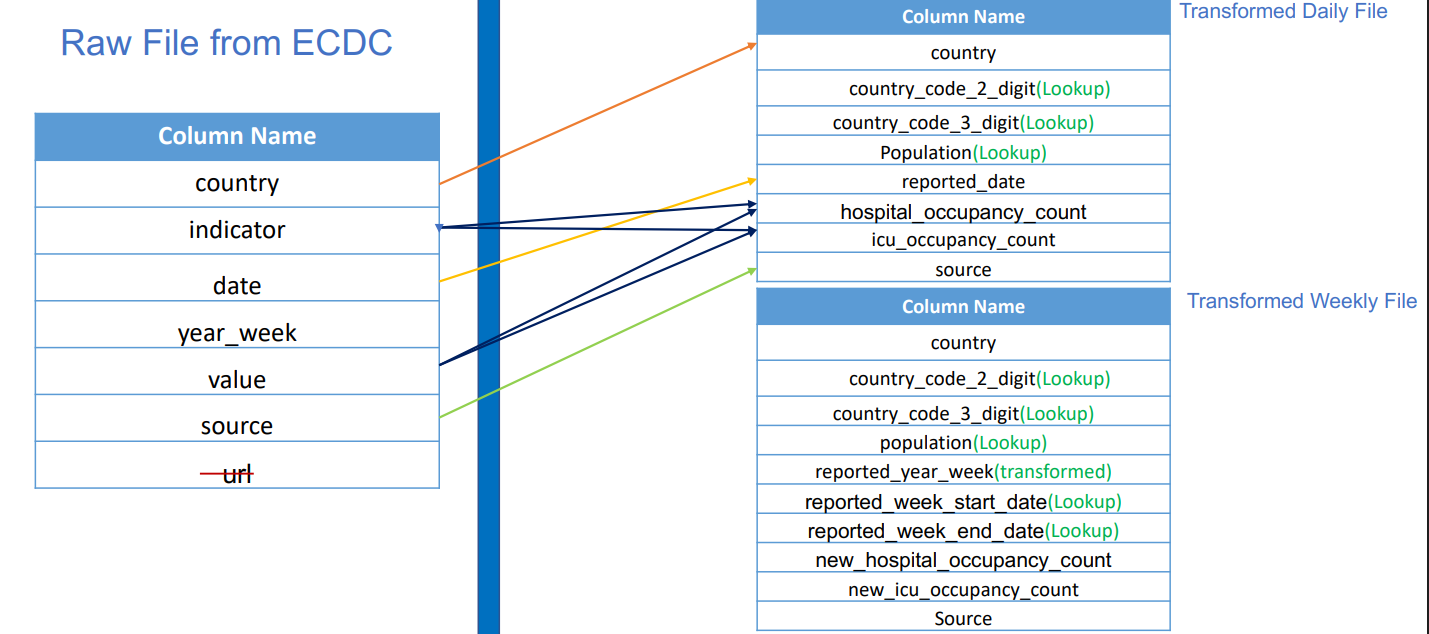 Raw File from ECDC
Column Name
country
indicator
date
year_week
value
source
url
Transformed Daily File
Column Name
country
country_code_2_digit(Lookup)
country_code_3_digit(Lookup)
Population(Lookup)
reported_date
hospital_occupancy_count
icu_occupancy_count
source
Transformed Weekly File
Column Name
country
country_code_2_digit(Lookup)
country_code_3_digit(Lookup)
population(Lookup)
reported_year_week(transformed)
reported_week_start_date(Lookup)
reported_week_end_date(Lookup)
new_hospital_occupancy_count
new_icu_occupancy_count
Source